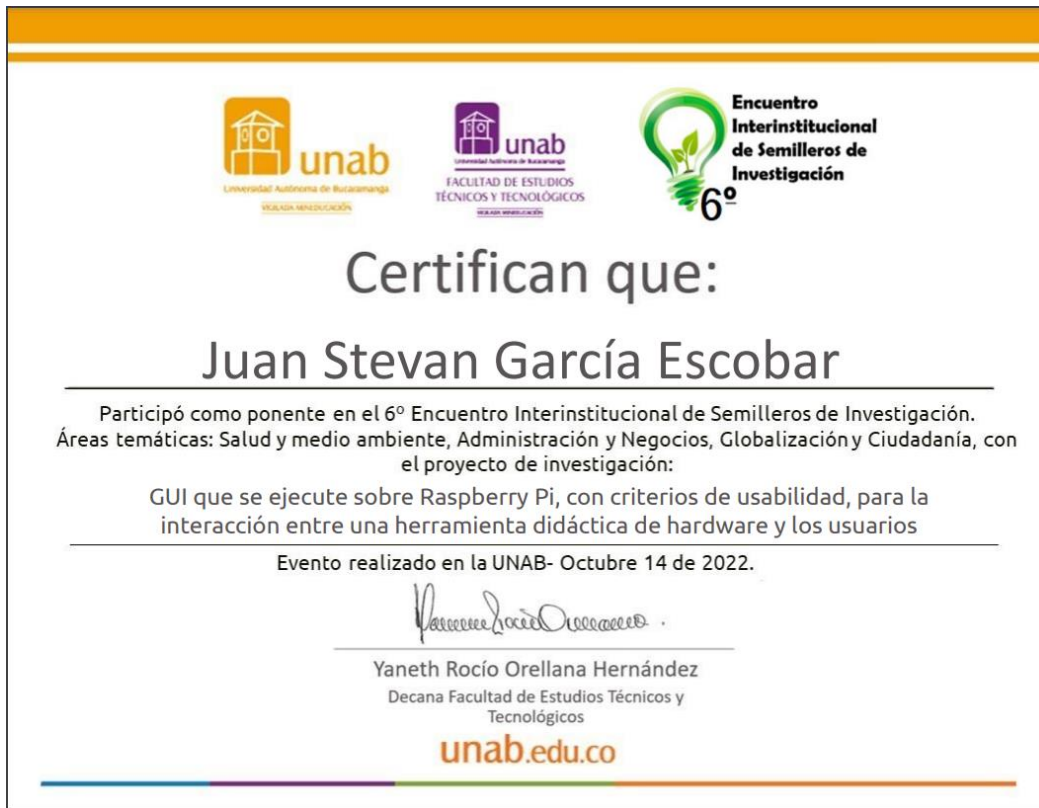 unab
Universidad Autónoma de Bucaramanga
VIGILADA MINEDUCACIÓN
unab
Universidad Autónoma de Bucaramanga
FACULTAD DE ESTUDIOS
TÉCNICOS Y TECNOLÓGICOS
VIGILADA MINEDUCACIÓN
Encuentro
Interinstitucional
de Semilleros de
Investigación
6º
Certifican que:
Juan Stevan García Escobar
Participó como ponente en el 6º Encuentro Interinstitucional de Semilleros de Investigación.
Áreas temáticas: Salud y medio ambiente, Administración y Negocios, Globalización y Ciudadanía, con
el proyecto de investigación:
GUI que se ejecute sobre Raspberry Pi, con criterios de usabilidad, para la
interacción entre una herramienta didáctica de hardware y los usuarios
Evento realizado en la UNAB- Octubre 14 de 2022.
Yaneth Rocío Orellana Hernández
Decana Facultad de Estudios Técnicos y
Tecnológicos
unab.edu.co